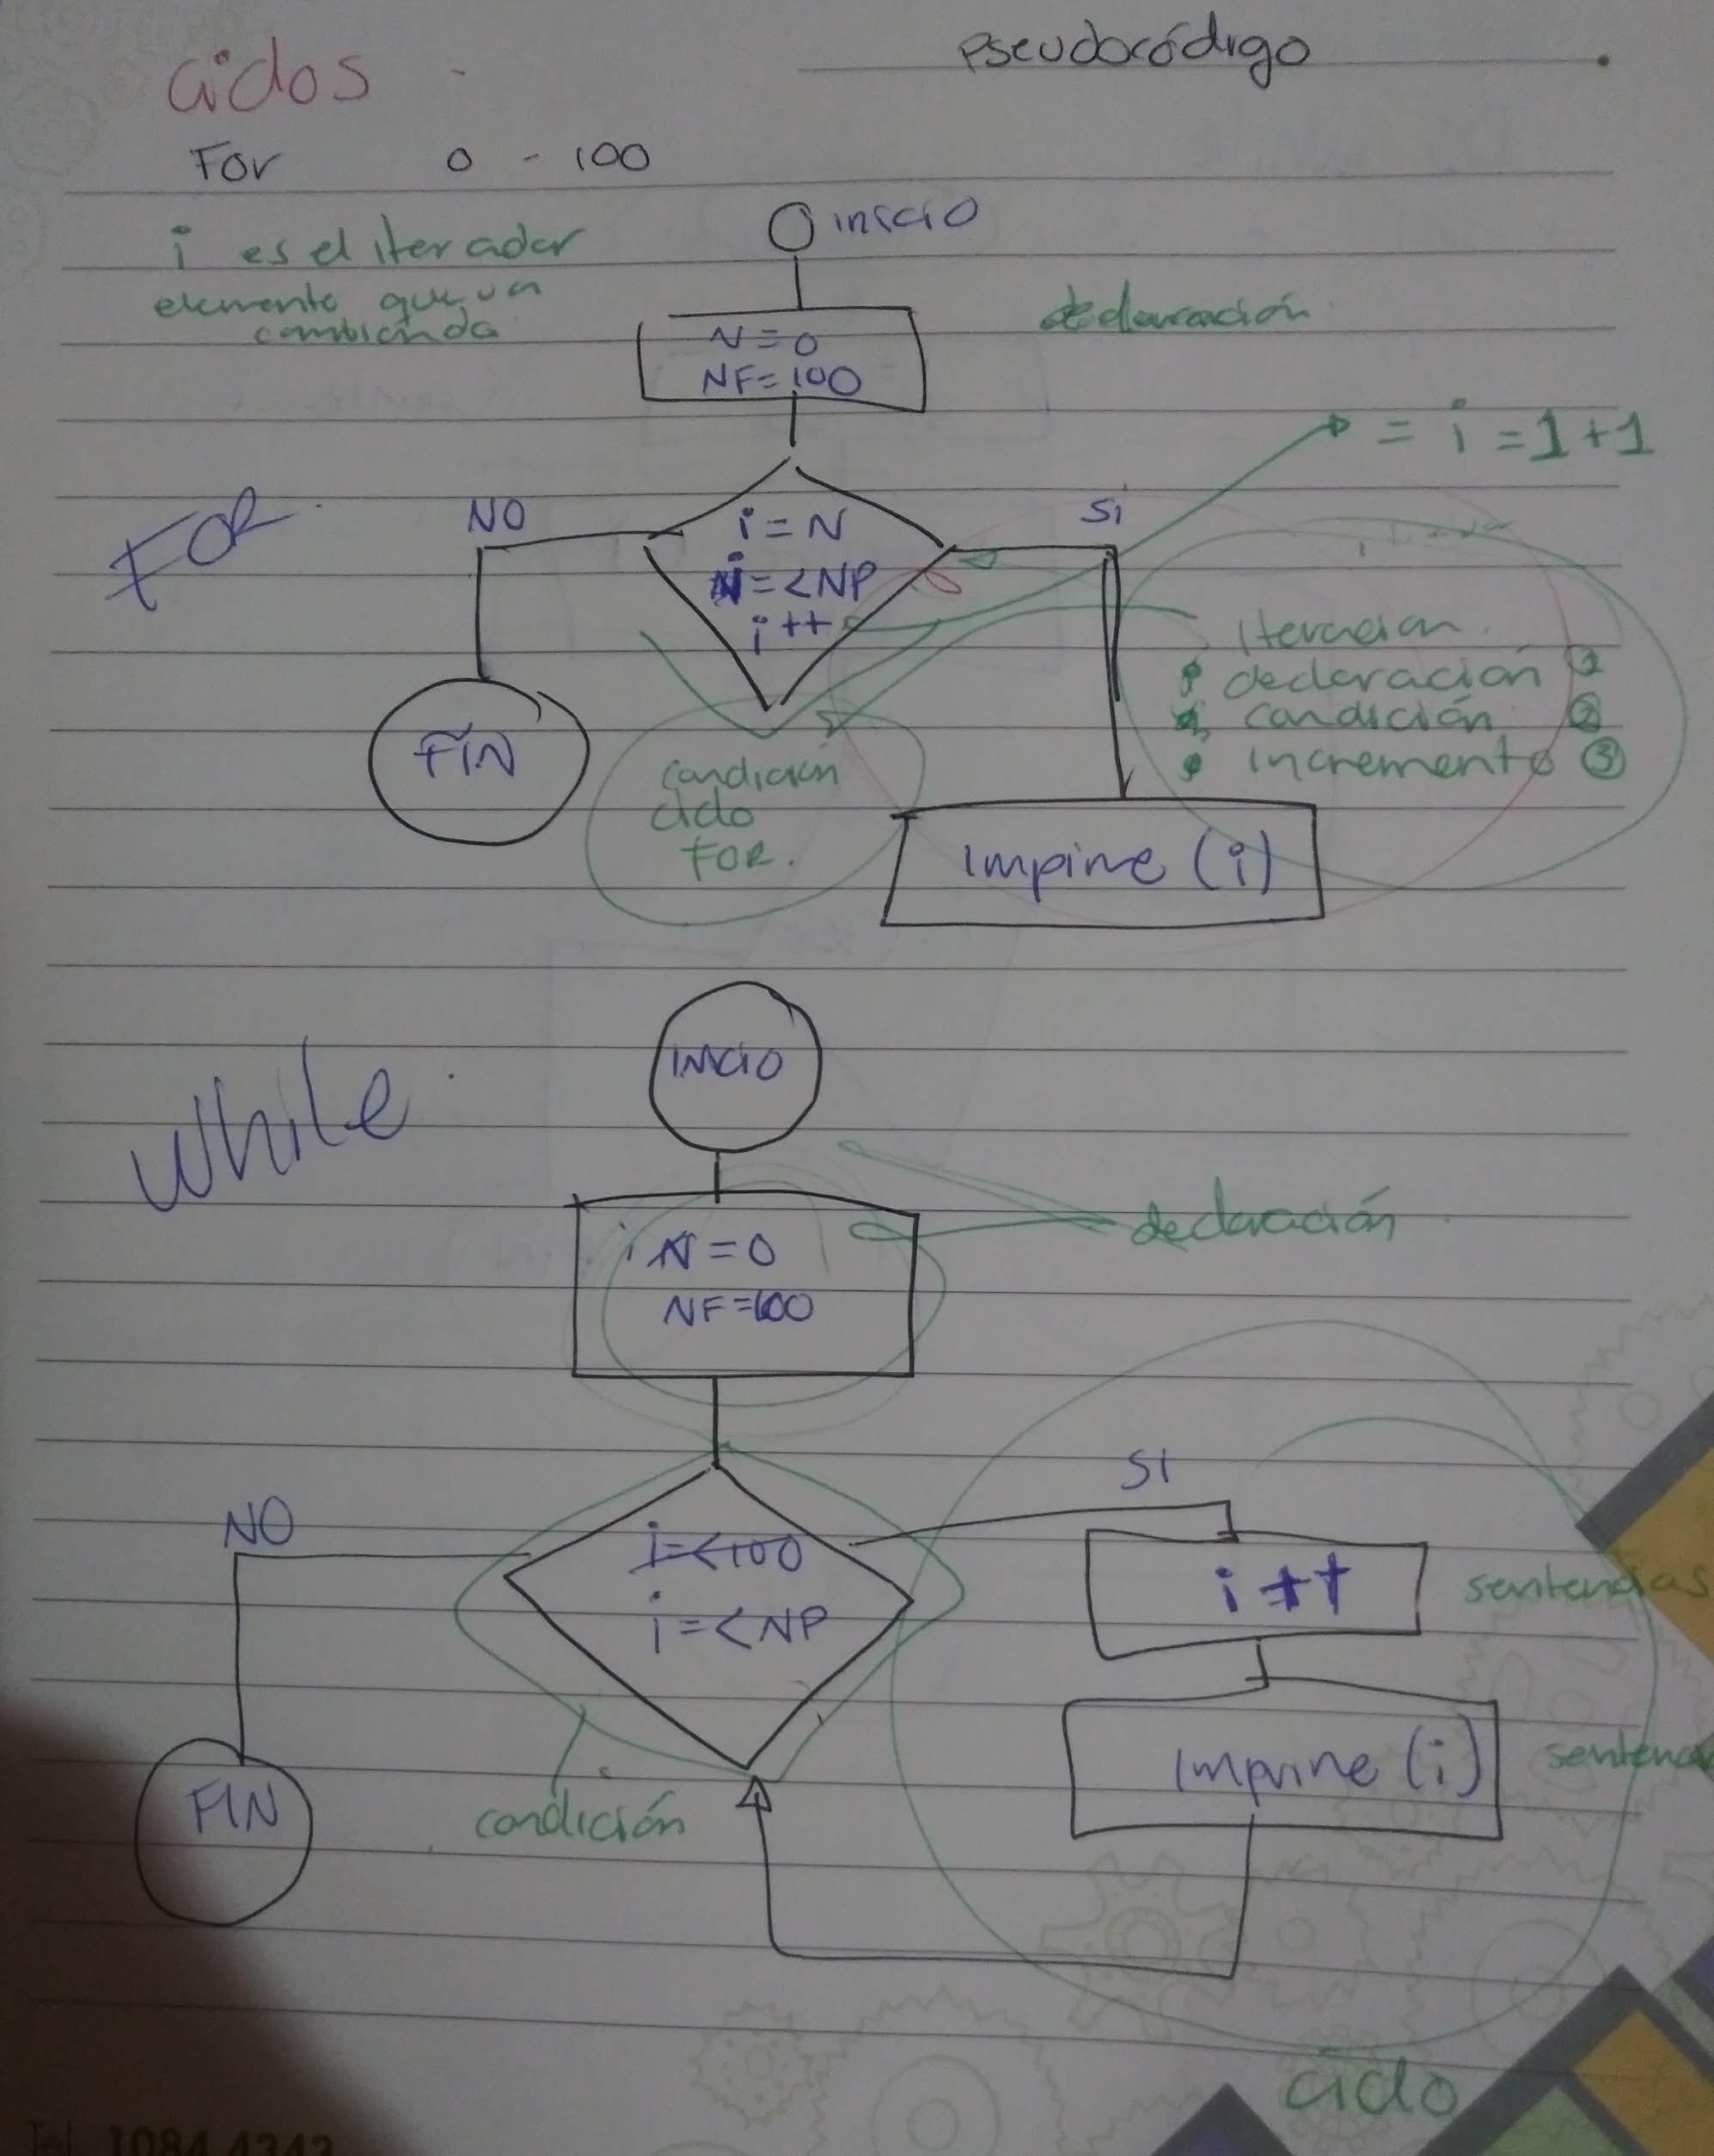 ciclos
pseudocódigo
For 0 - 100
i es el iterador
elemento que va
cambianda
inicio
N=0
NF=100
declaración
= i = 1+1
FOR
NO
SI
i=N
i=<NP
i++
Iteracion
declaración 1
condición 2
incremento 3
FIN
condición
ciclo
FOR.
Impime (i)
While
INICIO
i N=0
NF=100
declaración
NO
SI
i=<100
i=<NP
i++
sentencias
Imprime (i)
sentencia
FIN
condición
ciclo
Tel. 1084 4343